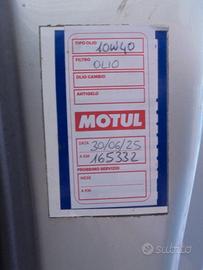 TIPO OLIO 10W40
FILTRO OLIO
OLIO CAMBIO
ANTIGELO
MOTUL
DATA 30/06/25
A KM 165332
PROSSIMO SERVIZIO
MESE
A KM
subito